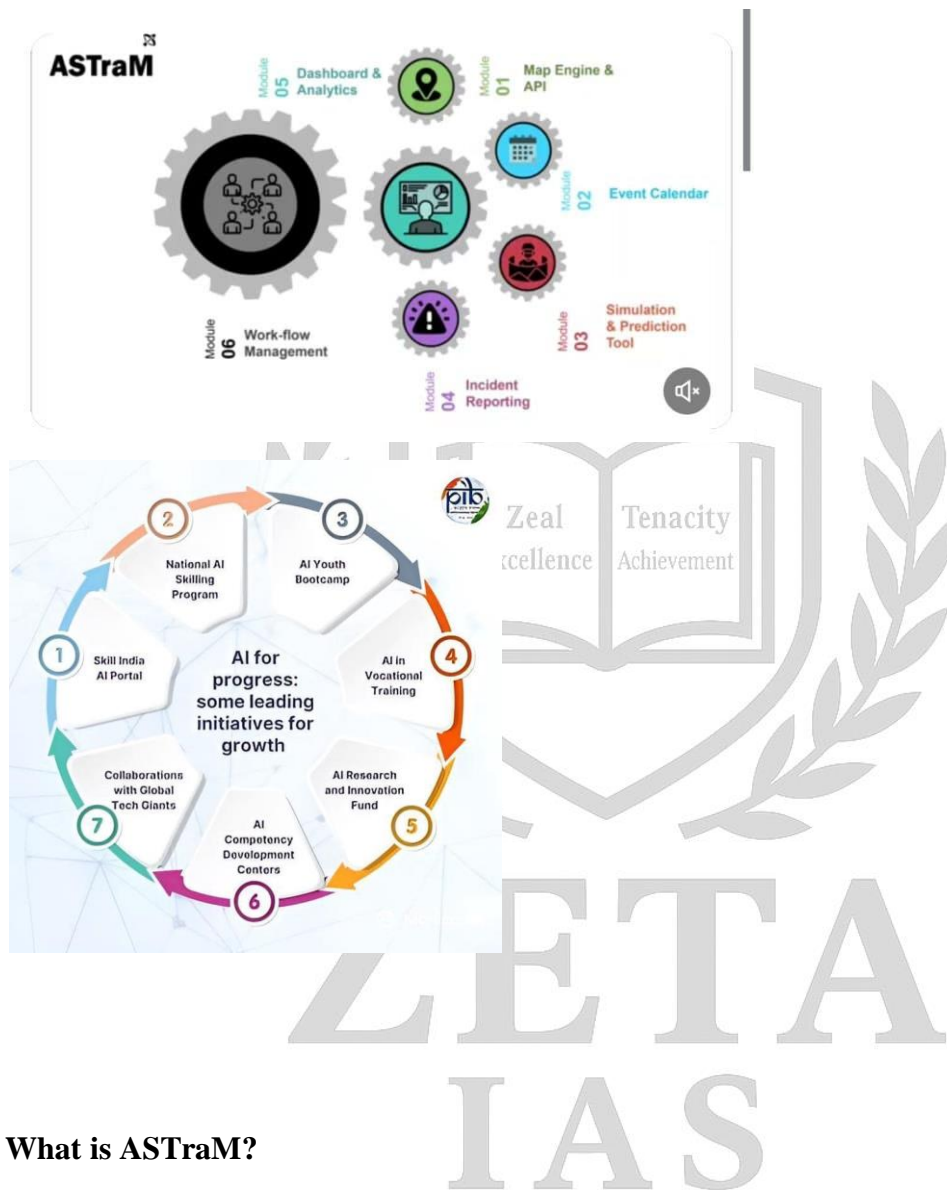 ASTraM
Module 05
Dashboard &
Analytics
Module 01
Map Engine &
API
Module 02
Event Calendar
Module 03
Simulation
& Prediction
Tool
Module 04
Incident
Reporting
Module 06
Work-flow
Management
pib
Zeal
Tenacity
xcellence
Achievement
1
Skill India
AI Portal
2
National AI
Skilling
Program
3
AI Youth
Bootcamp
4
AI in
Vocational
Training
5
AI Research
and Innovation
Fund
6
AI
Competency
Development
Centers
7
Collaborations
with Global
Tech Giants
AI for
progress:
some leading
initiatives for
growth
ZETA
IAS
What is ASTraM?